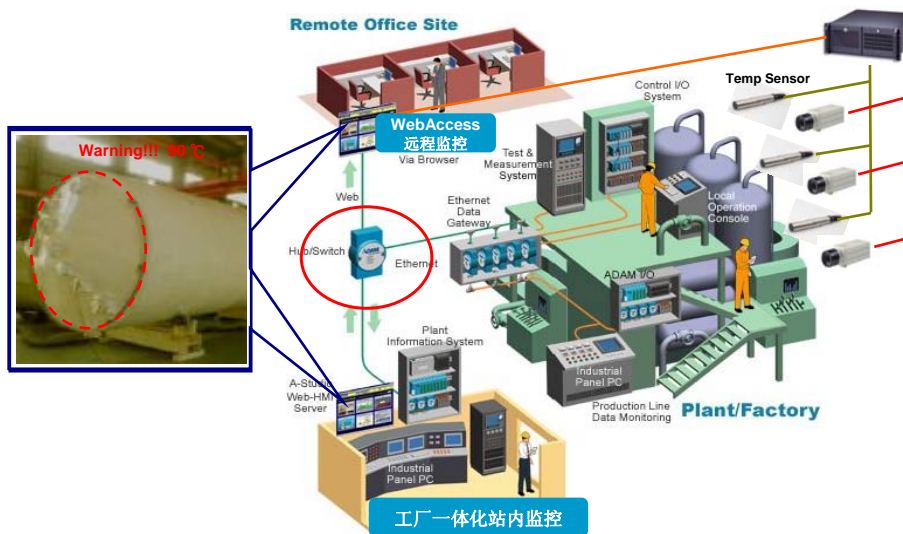 Remote Office Site
Temp Sensor
Control I/O
System
WebAccess
远程监控
Via Browser
Warning!!! 90 ℃
Test &
Measurement
System
Web
Ethernet
Data
Gateway
Local
Operation
Console
Hub/Switch
Ethernet
ADAM I/O
Plant
Information System
A-Studio
Web-HMI
Server
Industrial
Panel PC
Production Line
Data Monitoring
Plant/Factory
Industrial
Panel PC
工厂一体化站内监控